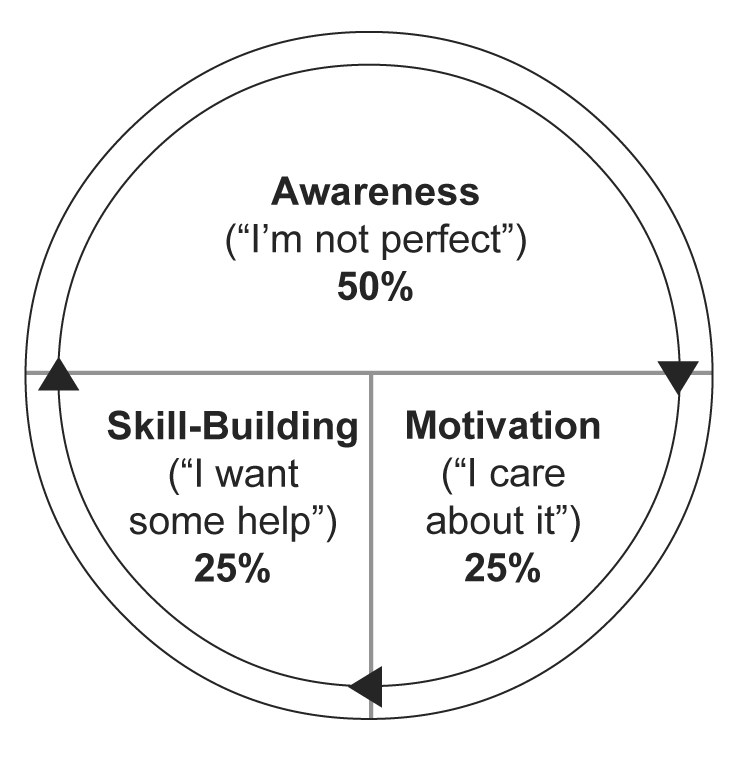 Awareness
(“I’m not perfect”)
50%
Skill-Building
(“I want
some help”)
25%
Motivation
(“I care
about it”)
25%